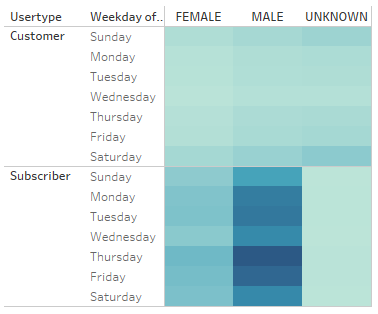 Usertype Weekday of.. FEMALE MALE UNKNOWN
Customer Sunday
Monday
Tuesday
Wednesday
Thursday
Friday
Saturday
Subscriber Sunday
Monday
Tuesday
Wednesday
Thursday
Friday
Saturday